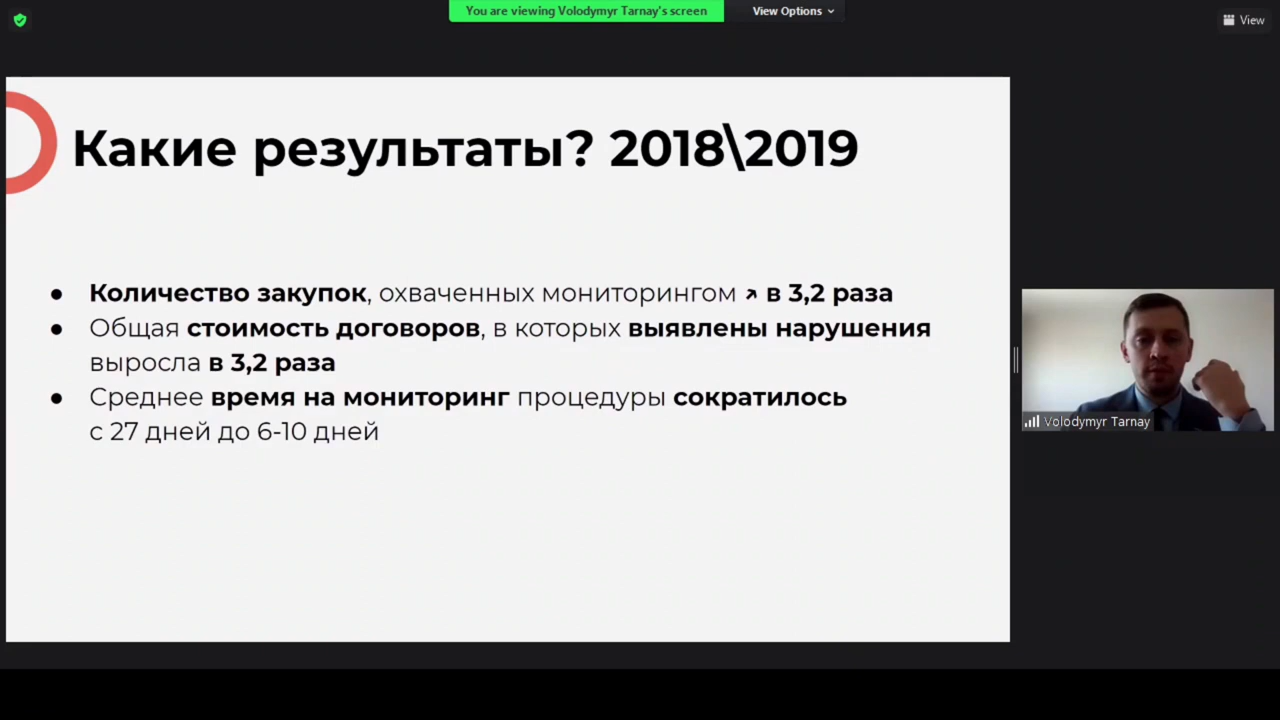 You are viewing Volodymyr Tarnay's screen
View Options
View
Какие результаты? 2018\2019
● Количество закупок, охваченных мониторингом ↗ в 3,2 раза
● Общая стоимость договоров, в которых выявлены нарушения
выросла в 3,2 раза
● Среднее время на мониторинг процедуры сократилось
с 27 дней до 6-10 дней
Volodymyr Tarnay